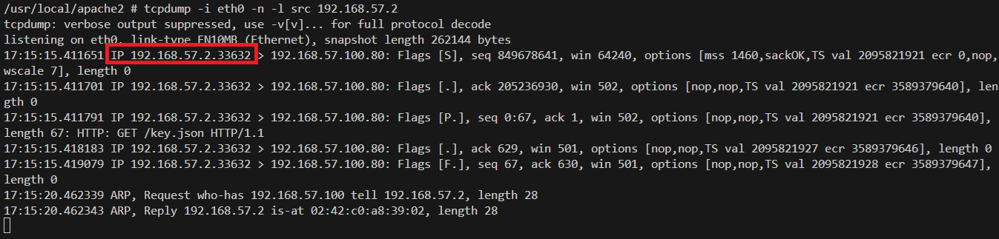 /usr/local/apache2 # tcpdump -i eth0 -n -l src 192.168.57.2
tcpdump: verbose output suppressed, use -v[v]... for full protocol decode
listening on eth0, link-type EN10MB (Ethernet), snapshot length 262144 bytes
17:15:15.411651 IP 192.168.57.2.33632 > 192.168.57.100.80: Flags [S], seq 849678641, win 64240, options [mss 1460,sackOK,TS val 2095821921 ecr 0,nop,
wscale 7], length 0
17:15:15.411701 IP 192.168.57.2.33632 > 192.168.57.100.80: Flags [.], ack 205236930, win 502, options [nop,nop,TS val 2095821921 ecr 3589379640], len
gth 0
17:15:15.411791 IP 192.168.57.2.33632 > 192.168.57.100.80: Flags [P.], seq 0:67, ack 1, win 502, options [nop,nop,TS val 2095821921 ecr 3589379640],
length 67: HTTP: GET /key.json HTTP/1.1
17:15:15.418183 IP 192.168.57.2.33632 > 192.168.57.100.80: Flags [.], ack 629, win 501, options [nop,nop,TS val 2095821927 ecr 3589379646], length 0
17:15:15.419079 IP 192.168.57.2.33632 > 192.168.57.100.80: Flags [F.], seq 67, ack 630, win 501, options [nop,nop,TS val 2095821928 ecr 3589379647],
length 0
17:15:20.462339 ARP, Request who-has 192.168.57.100 tell 192.168.57.2, length 28
17:15:20.462343 ARP, Reply 192.168.57.2 is-at 02:42:c0:a8:39:02, length 28